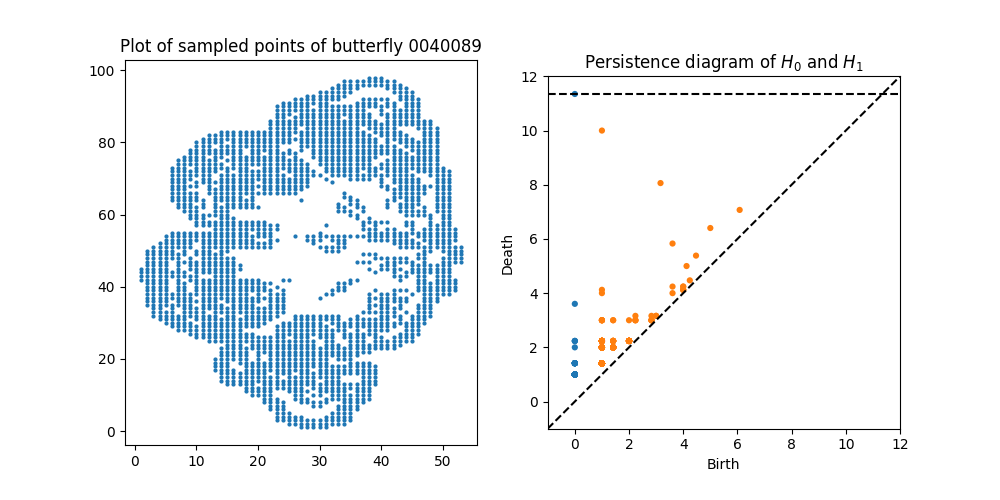 Plot of sampled points of butterfly 0040089
100
80
60
40
20
0
0 10 20 30 40 50
Persistence diagram of H₀ and H₁
12
10
8
6
4
2
0
Death
0 2 4 6 8 10 12
Birth